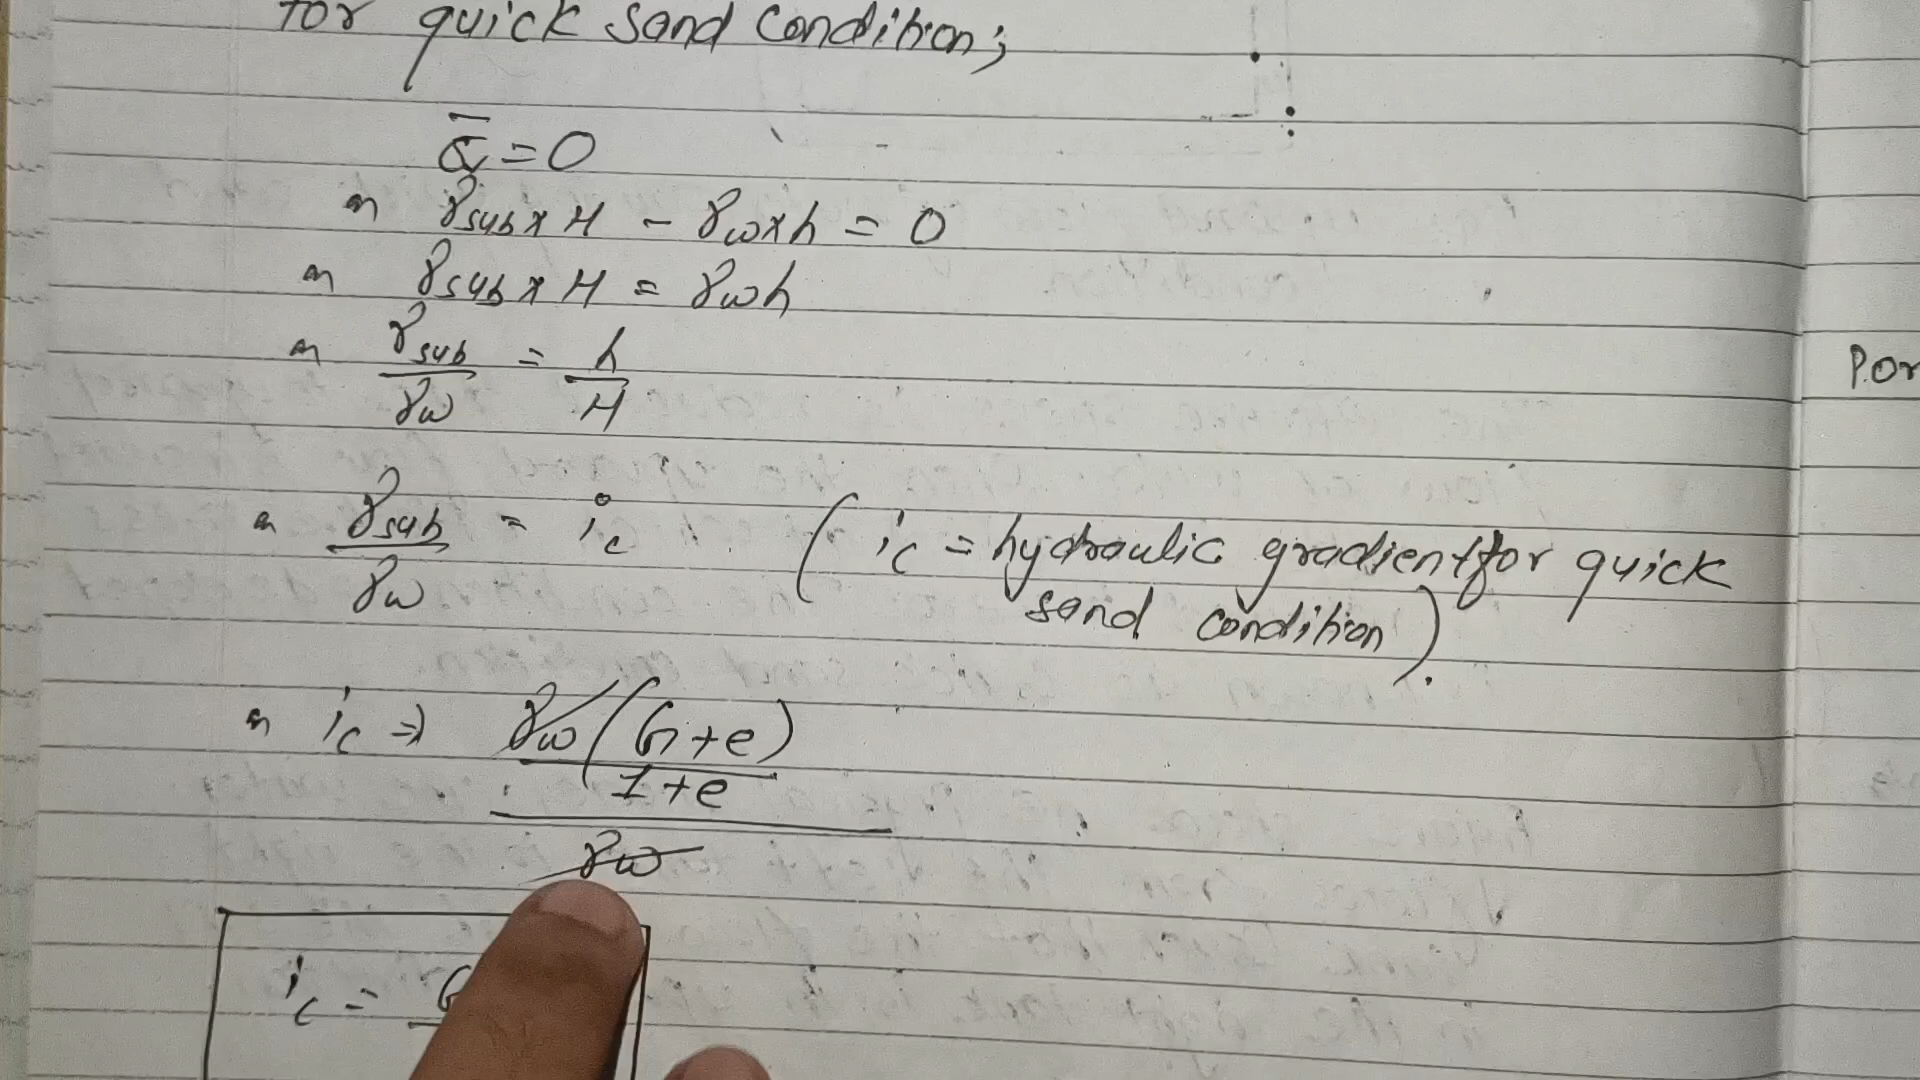 for quick sand condition;
σ̅ = 0
γsub × H - γw × h = 0
γsub × H = γw h
γsub / γw = h / H
γsub / γw = ic (ic = hydraulic gradient for quick
sand condition).
ic ⇒ γw (G+e) / 1+e / γw
ic = G